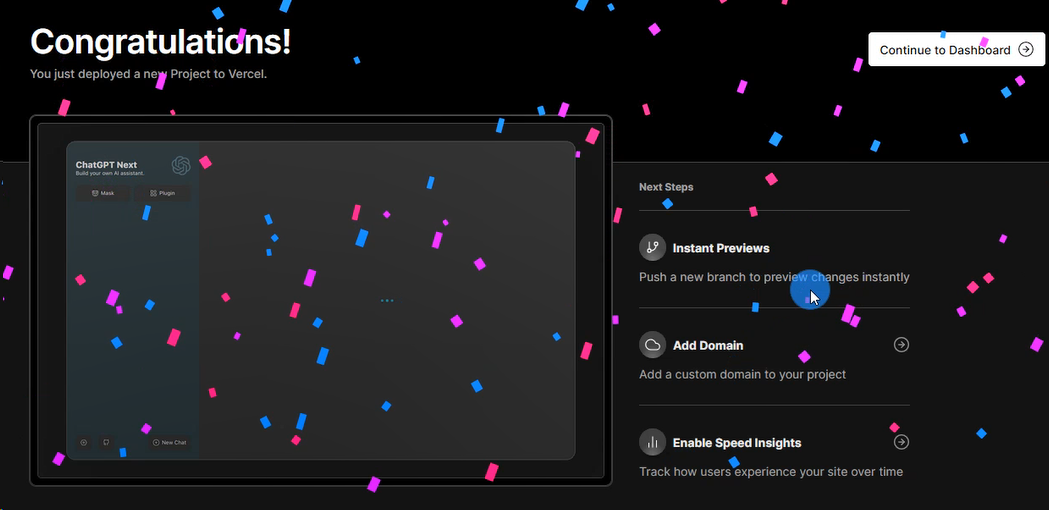 Congratulations!
You just deployed a new Project to Vercel.
Continue to Dashboard
ChatGPT Next
Build your own AI assistant.
Mask
Plugin
New Chat
Next Steps
Instant Previews
Push a new branch to preview changes instantly
Add Domain
Add a custom domain to your project
Enable Speed Insights
Track how users experience your site over time